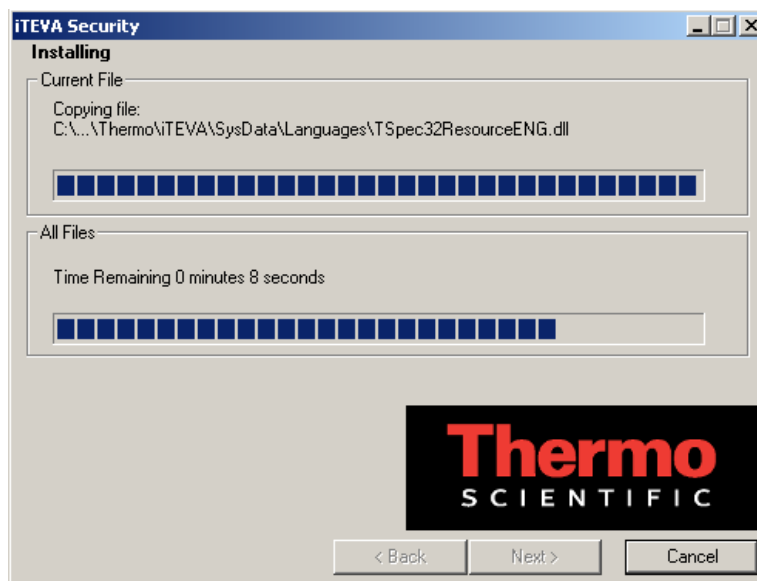 iTEVA Security
Installing
Current File
Copying file:
C:\...\Thermo\iTEVA\SysData\Languages\TSpec32ResourceENG.dll
All Files
Time Remaining 0 minutes 8 seconds
Thermo
SCIENTIFIC
< Back
Next >
Cancel